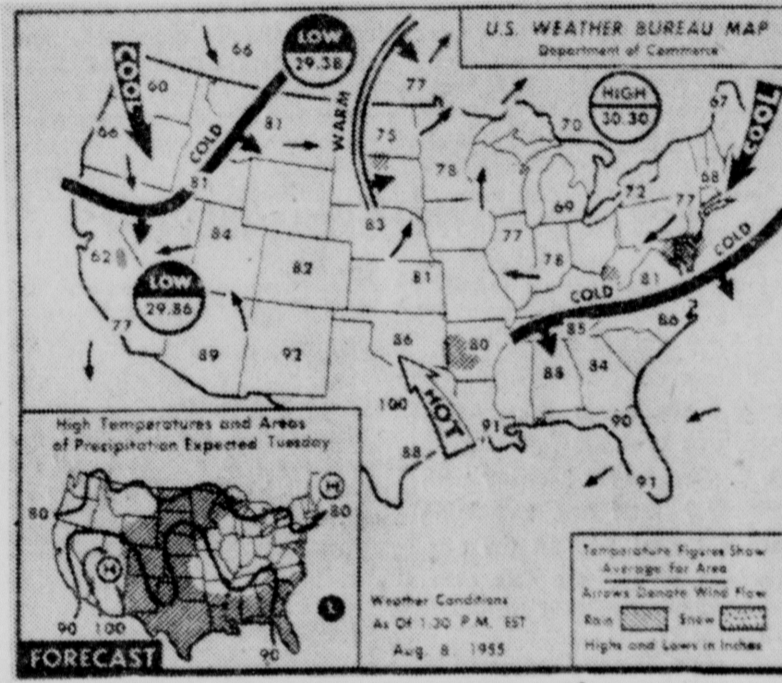 U.S. WEATHER BUREAU MAP
Department of Commerce
LOW
29.38
66
COOL
60
66
77
WARM
HIGH
30.30
67
COOL
70
81
COLD
75
78
68
72
77
81
69
83
84
62
82
77
78
81
COLD
81
COLD
LOW
29.86
77
86
80
85
86
89
92
88
84
100
HOT
91
90
88
91
High Temperatures and Areas
of Precipitation Expected Tuesday
80
H
80
H
90
100
L
90
FORECAST
Weather Conditions
As Of 1:30 P.M. EST
Aug. 8, 1955
Temperature Figures Show
Average for Area
Arrows Denote Wind Flow
Rain Snow
Highs and Lows in Inches